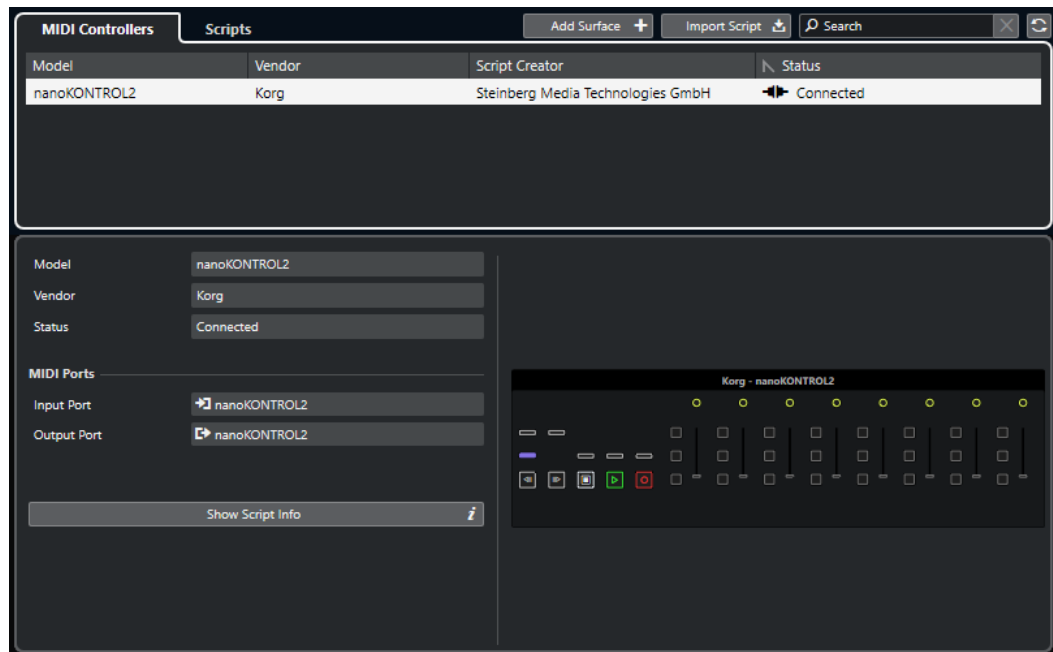 MIDI Controllers Scripts Add Surface Import Script Search
Model Vendor Script Creator Status
nanoKONTROL2 Korg Steinberg Media Technologies GmbH Connected
Model nanoKONTROL2
Vendor Korg
Status Connected
MIDI Ports
Input Port nanoKONTROL2
Output Port nanoKONTROL2
Show Script Info i
Korg - nanoKONTROL2